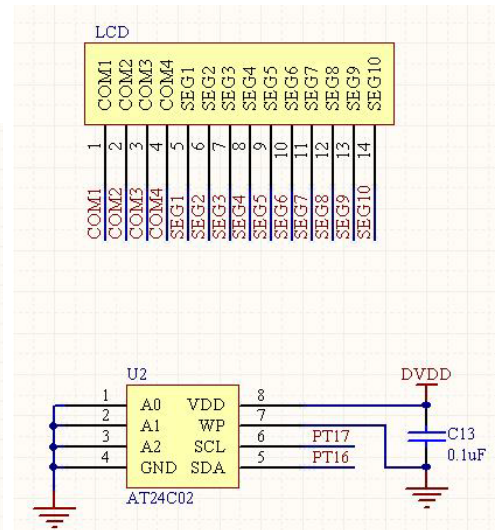 LCD
COM1 COM2 COM3 COM4 SEG1 SEG2 SEG3 SEG4 SEG5 SEG6 SEG7 SEG8 SEG9 SEG10
1 2 3 4 5 6 7 8 9 10 11 12 13 14
COM1 COM2 COM3 COM4 SEG1 SEG2 SEG3 SEG4 SEG5 SEG6 SEG7 SEG8 SEG9 SEG10
U2 DVDD
1 A0 VDD 8
2 A1 WP 7
3 A2 SCL 6 PT17
4 GND SDA 5 PT16
C13
0.1uF
AT24C02